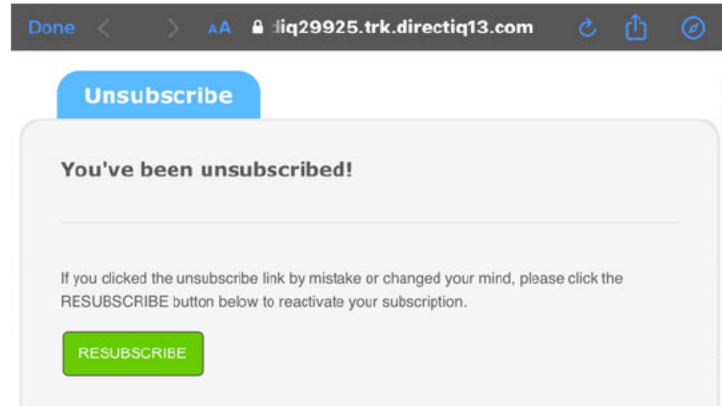 Done AA iq29925.trk.directiq13.com
Unsubscribe
You've been unsubscribed!
If you clicked the unsubscribe link by mistake or changed your mind, please click the
RESUBSCRIBE button below to reactivate your subscription.
RESUBSCRIBE